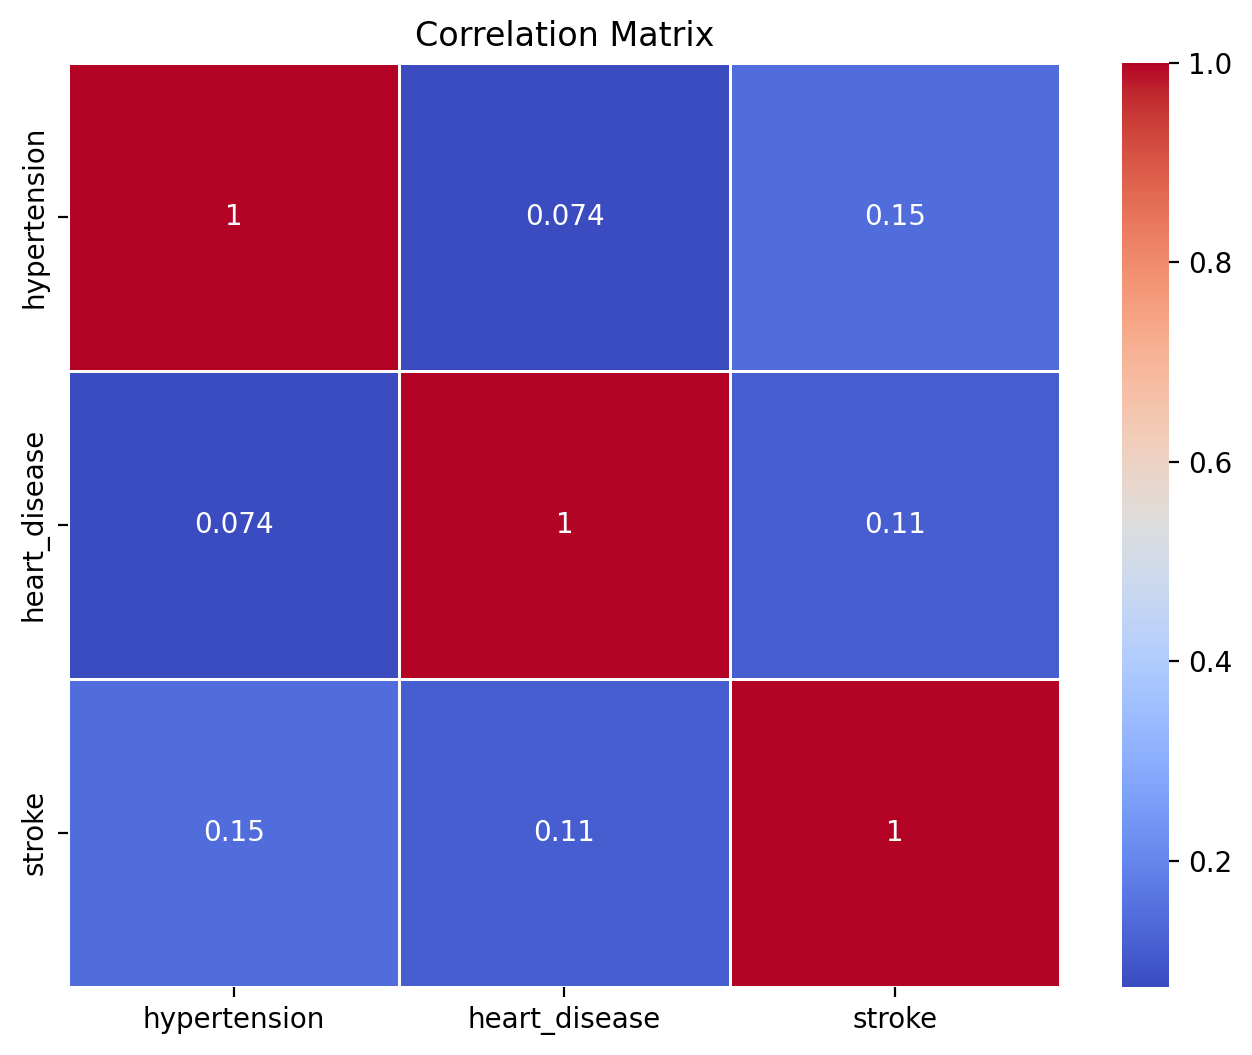 Correlation Matrix
hypertension
1
0.074
0.15
heart_disease
0.074
1
0.11
stroke
0.15
0.11
1
hypertension
heart_disease
stroke
1.0
0.8
0.6
0.4
0.2